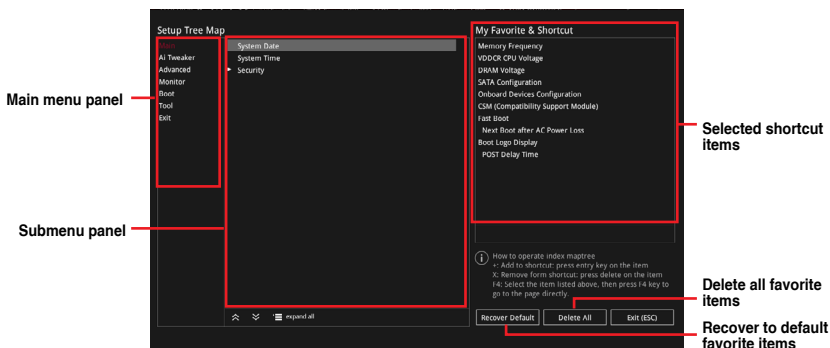 Setup Tree Map
My Favorite & Shortcut
Main
Ai Tweaker
Advanced
Monitor
Boot
Tool
Exit
System Date
System Time
Security
Memory Frequency
VDDCR CPU Voltage
DRAM Voltage
SATA Configuration
Onboard Devices Configuration
CSM (Compatibility Support Module)
Fast Boot
Next Boot after AC Power Loss
Boot Logo Display
POST Delay Time
Main menu panel
Selected shortcut
items
Submenu panel
How to operate index maptree
+: Add to shortcut: press entry key on the item
X: Remove form shortcut: press delete on the item
F4: Select the item listed above, then press F4 key to
go to the page directly.
Delete all favorite
items
expand all
Recover Default
Delete All
Exit (ESC)
Recover to default
favorite items